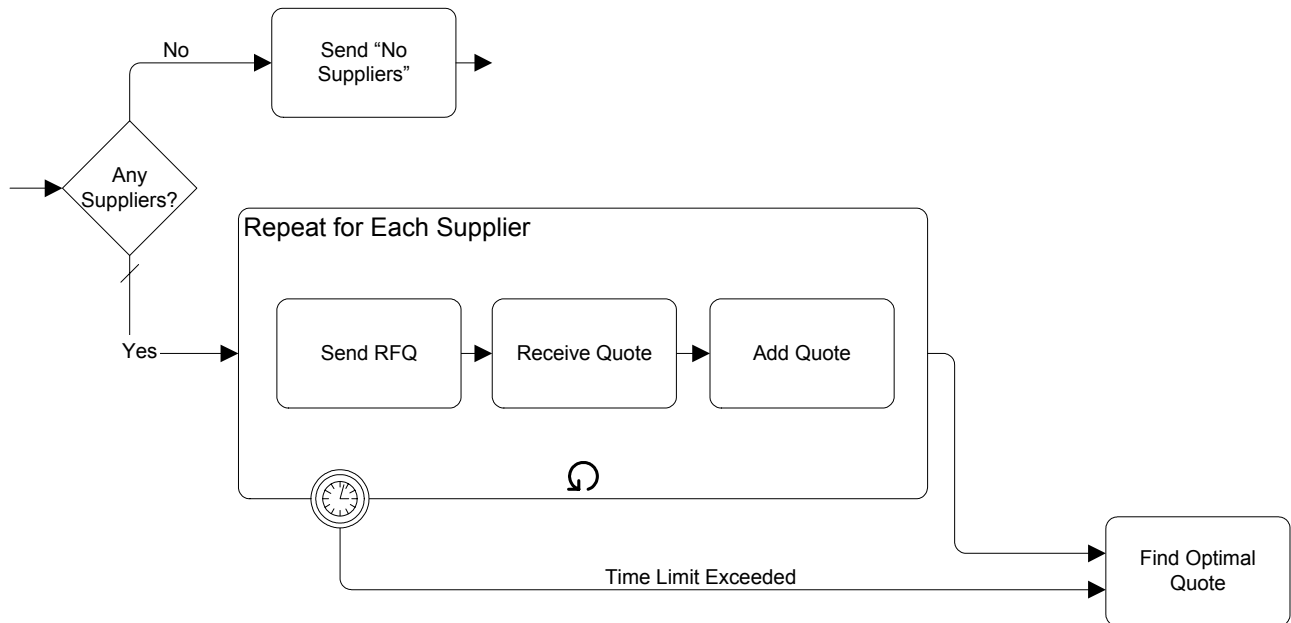 No
Send “No
Suppliers”
Any
Suppliers?
Repeat for Each Supplier
Send RFQ
Receive Quote
Add Quote
Yes
Time Limit Exceeded
Find Optimal
Quote